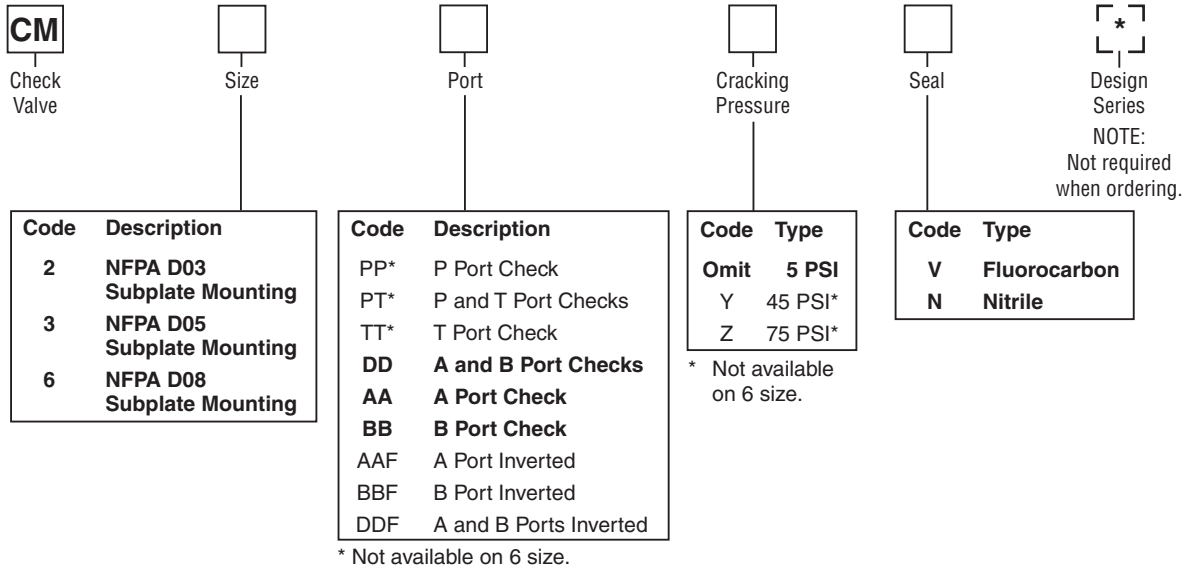 CM
*
Check
Valve
Size
Port
Cracking
Pressure
Seal
Design
Series
NOTE:
Not required
when ordering.
Code Description
2 NFPA D03
Subplate Mounting
3 NFPA D05
Subplate Mounting
6 NFPA D08
Subplate Mounting
Code Description
PP* P Port Check
PT* P and T Port Checks
TT* T Port Check
DD A and B Port Checks
AA A Port Check
BB B Port Check
AAF A Port Inverted
BBF B Port Inverted
DDF A and B Ports Inverted
* Not available on 6 size.
Code Type
Omit 5 PSI
Y 45 PSI*
Z 75 PSI*
* Not available
on 6 size.
Code Type
V Fluorocarbon
N Nitrile